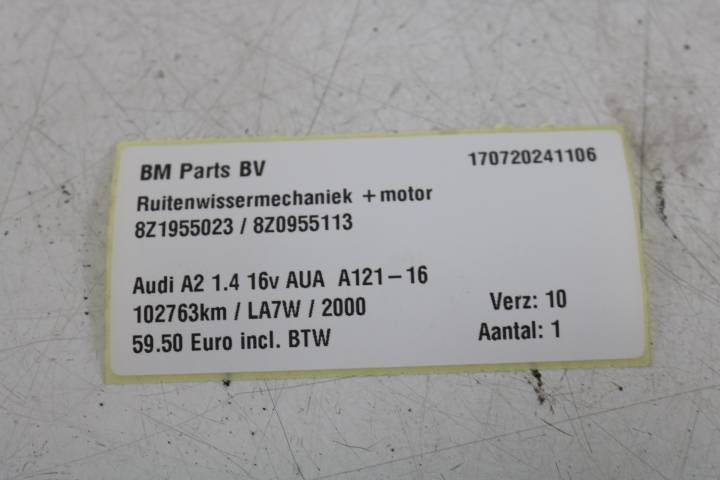 BM Parts BV 170720241106
Ruitenwissermechaniek + motor
8Z1955023 / 8Z0955113
Audi A2 1.4 16v AUA A121-16
102763km / LA7W / 2000 Verz: 10
59.50 Euro incl. BTW Aantal: 1